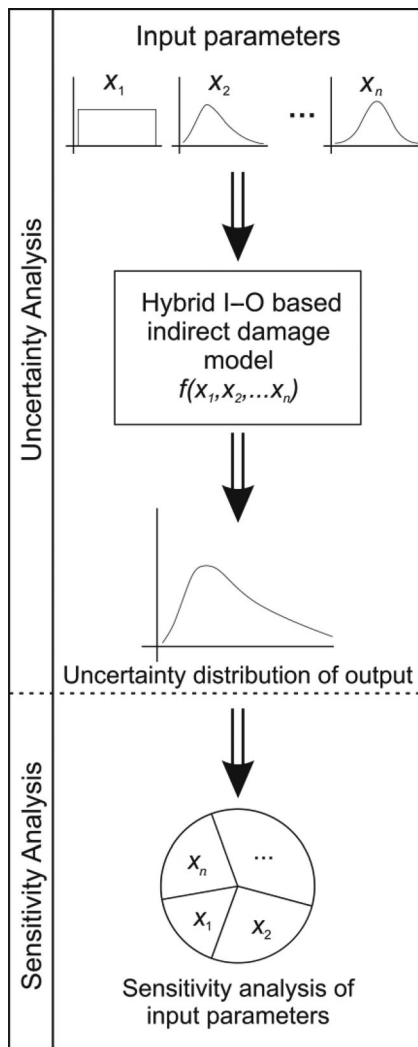 Input parameters
x₁
x₂
...
xₙ
Uncertainty Analysis
Hybrid I–O based
indirect damage
model
f(x₁,x₂,...xₙ)
Uncertainty distribution of output
Sensitivity Analysis
xₙ
...
x₁
x₂
Sensitivity analysis of
input parameters